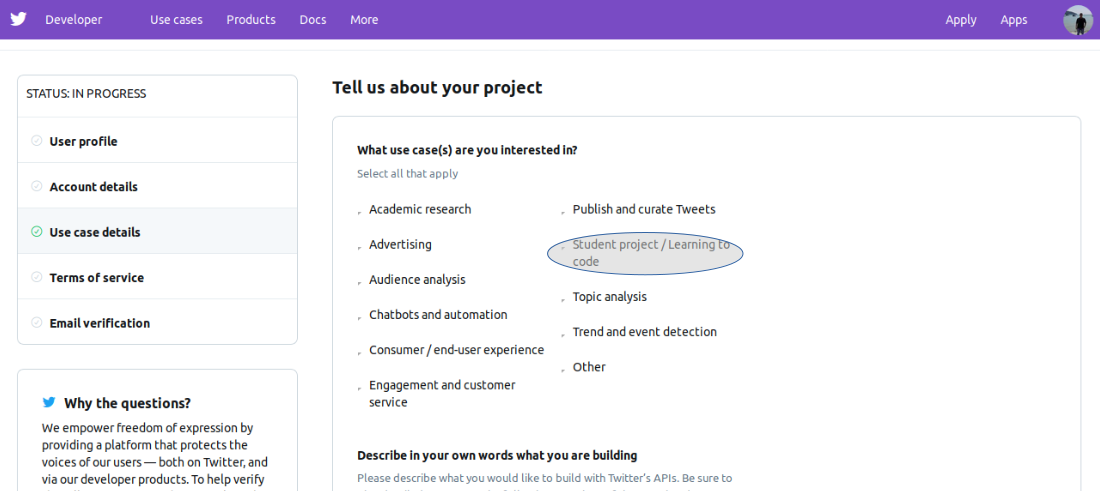 Developer Use cases Products Docs More Apply Apps
STATUS: IN PROGRESS
User profile
Account details
Use case details
Terms of service
Email verification
Why the questions?
We empower freedom of expression by
providing a platform that protects the
voices of our users — both on Twitter, and
via our developer products. To help verify
Tell us about your project
What use case(s) are you interested in?
Select all that apply
Academic research
Advertising
Audience analysis
Chatbots and automation
Consumer / end-user experience
Engagement and customer
service
Publish and curate Tweets
Student project / Learning to
code
Topic analysis
Trend and event detection
Other
Describe in your own words what you are building
Please describe what you would like to build with Twitter's APIs. Be sure to